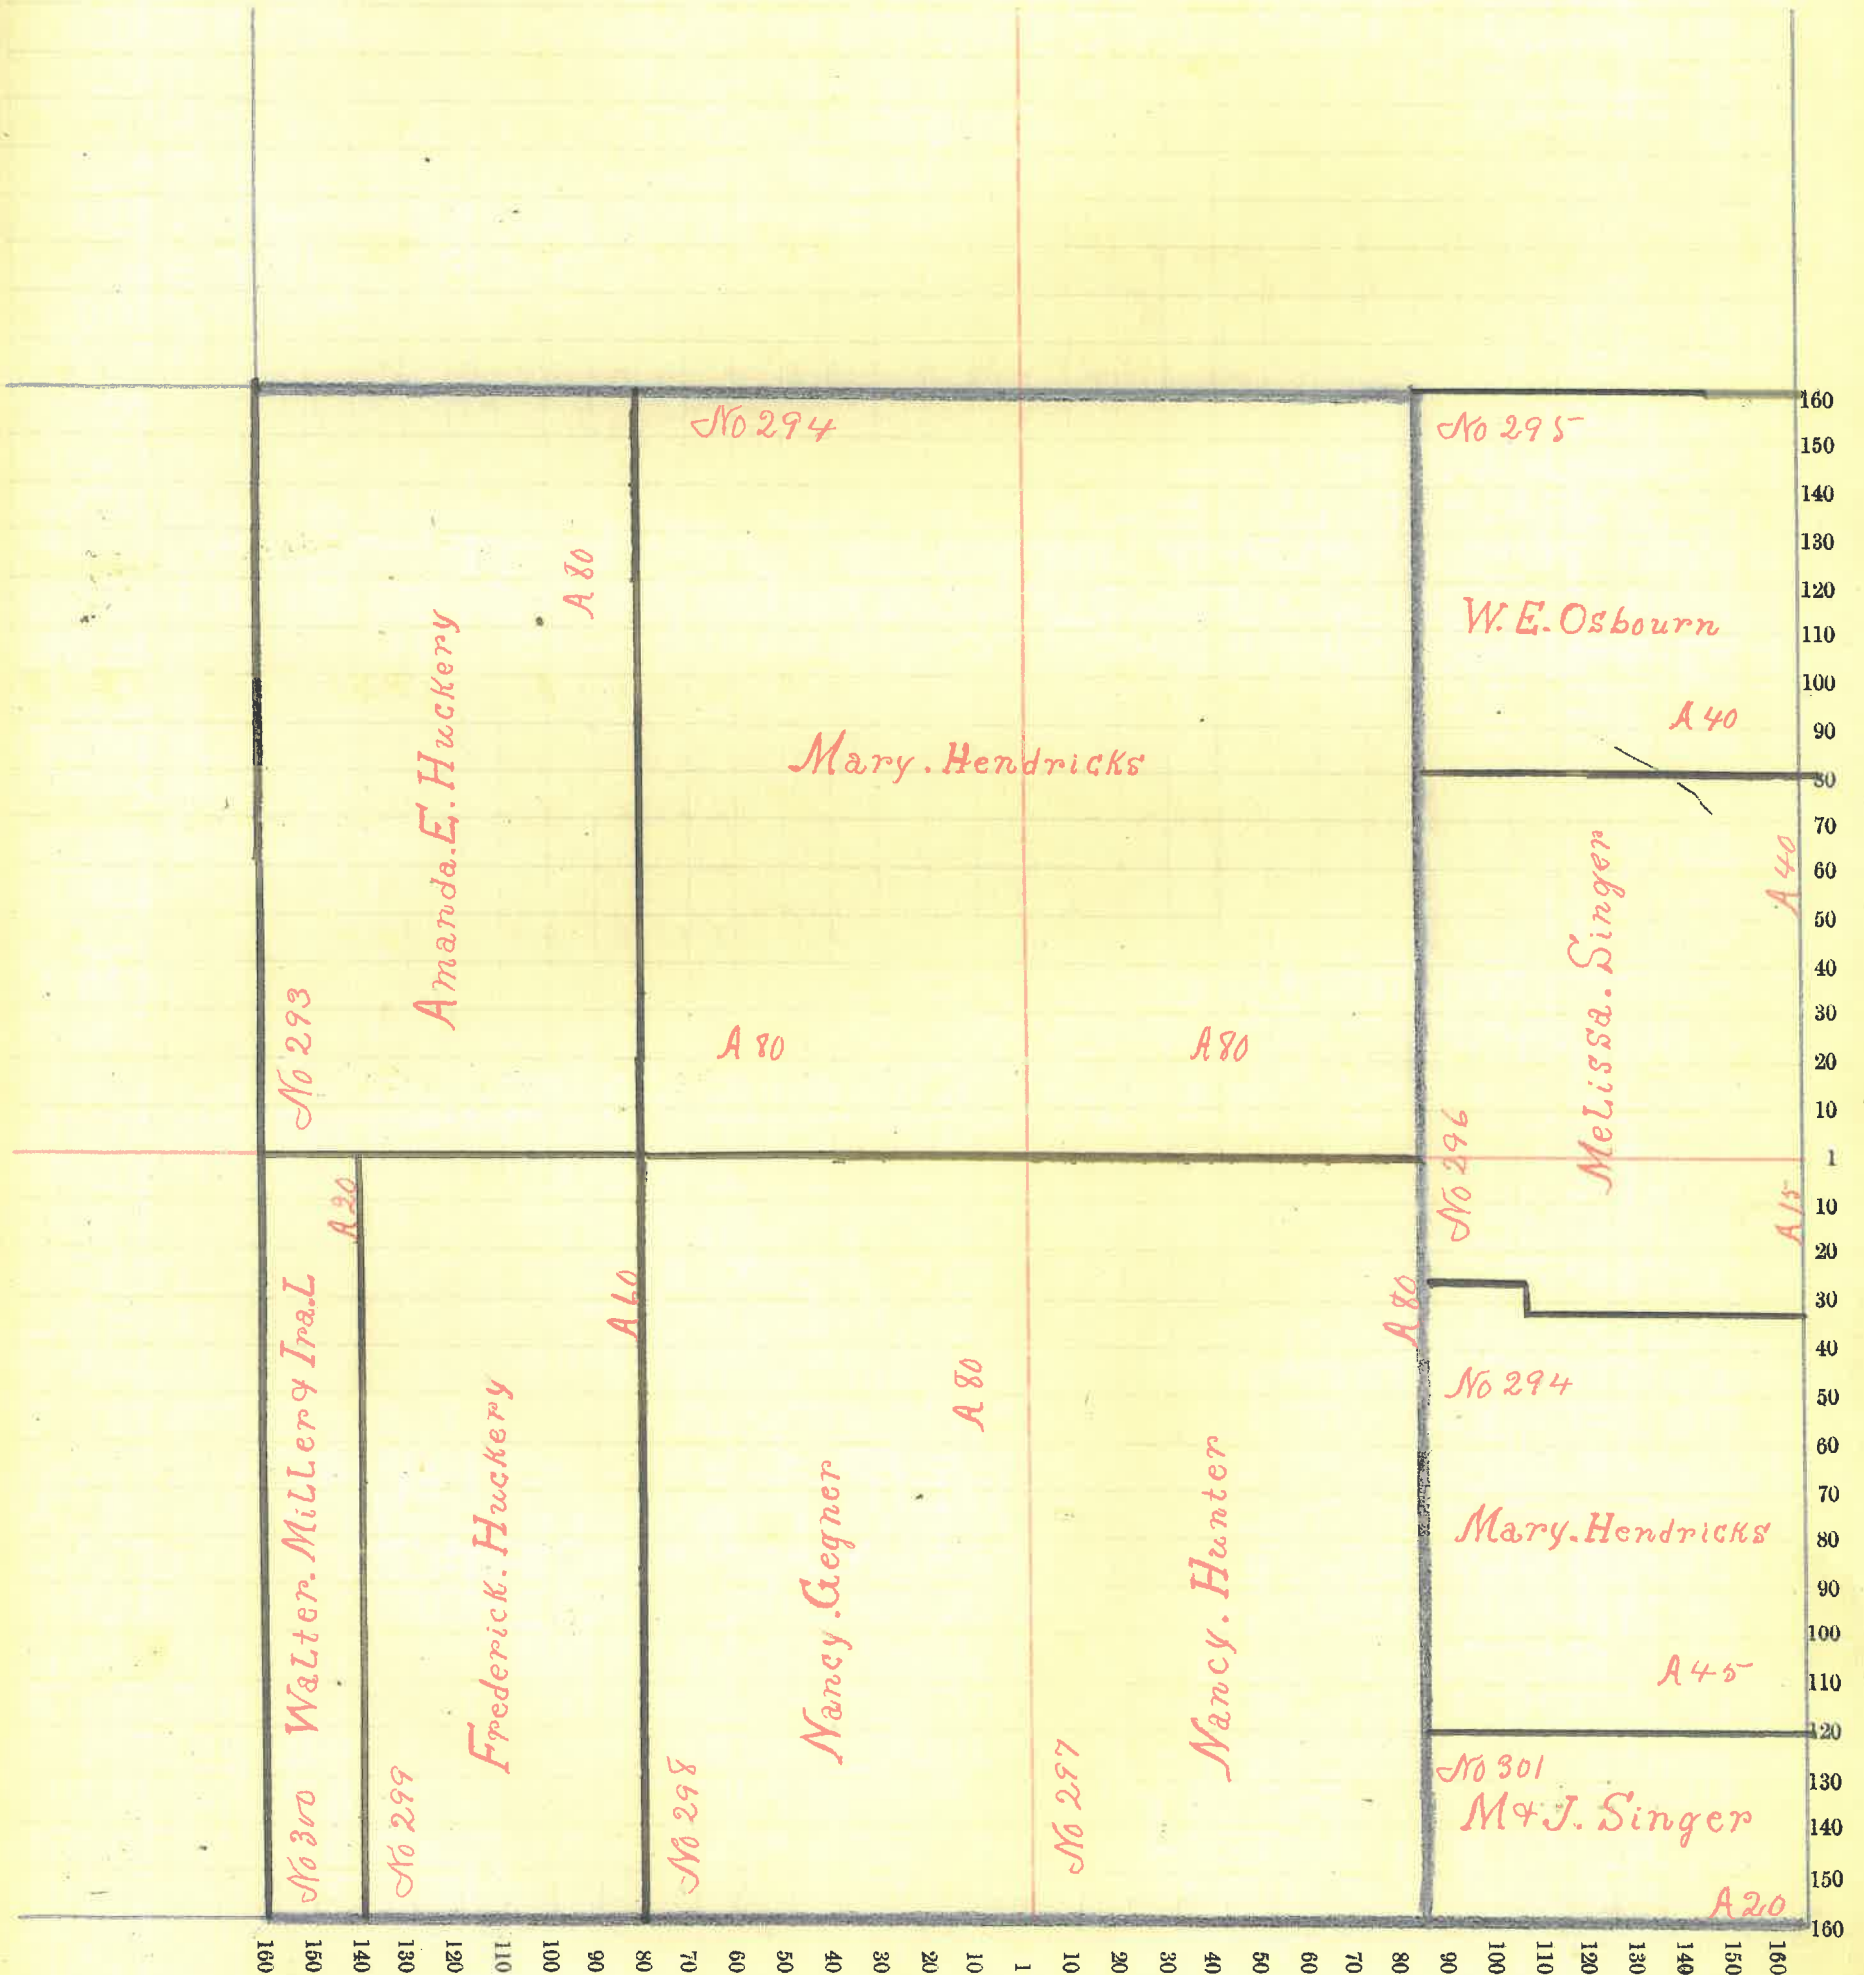 No 294
No 295
A 80
Amanda.E.Huckery
No 293
Mary.Hendricks
A 80
A 80
W.E.Osbourn
A 40
Melissa.Singer
A 40
No 296
A 15
A 20
Walter.Miller & Ira.L
No 300
A 60
Frederick.Huckery
No 299
A 80
Nancy.Gegner
No 298
A 80
Nancy.Hunter
No 297
No 294
Mary.Hendricks
A 45
No 301
M & J. Singer
A 20
160
150
140
130
120
110
100
90
80
70
60
50
40
30
20
10
1
10
20
30
40
50
60
70
80
90
100
110
120
130
140
150
160
160 150 140 130 120 110 100 90 80 70 60 50 40 30 20 10 1 10 20 30 40 50 60 70 80 90 100 110 120 130 140 150 160